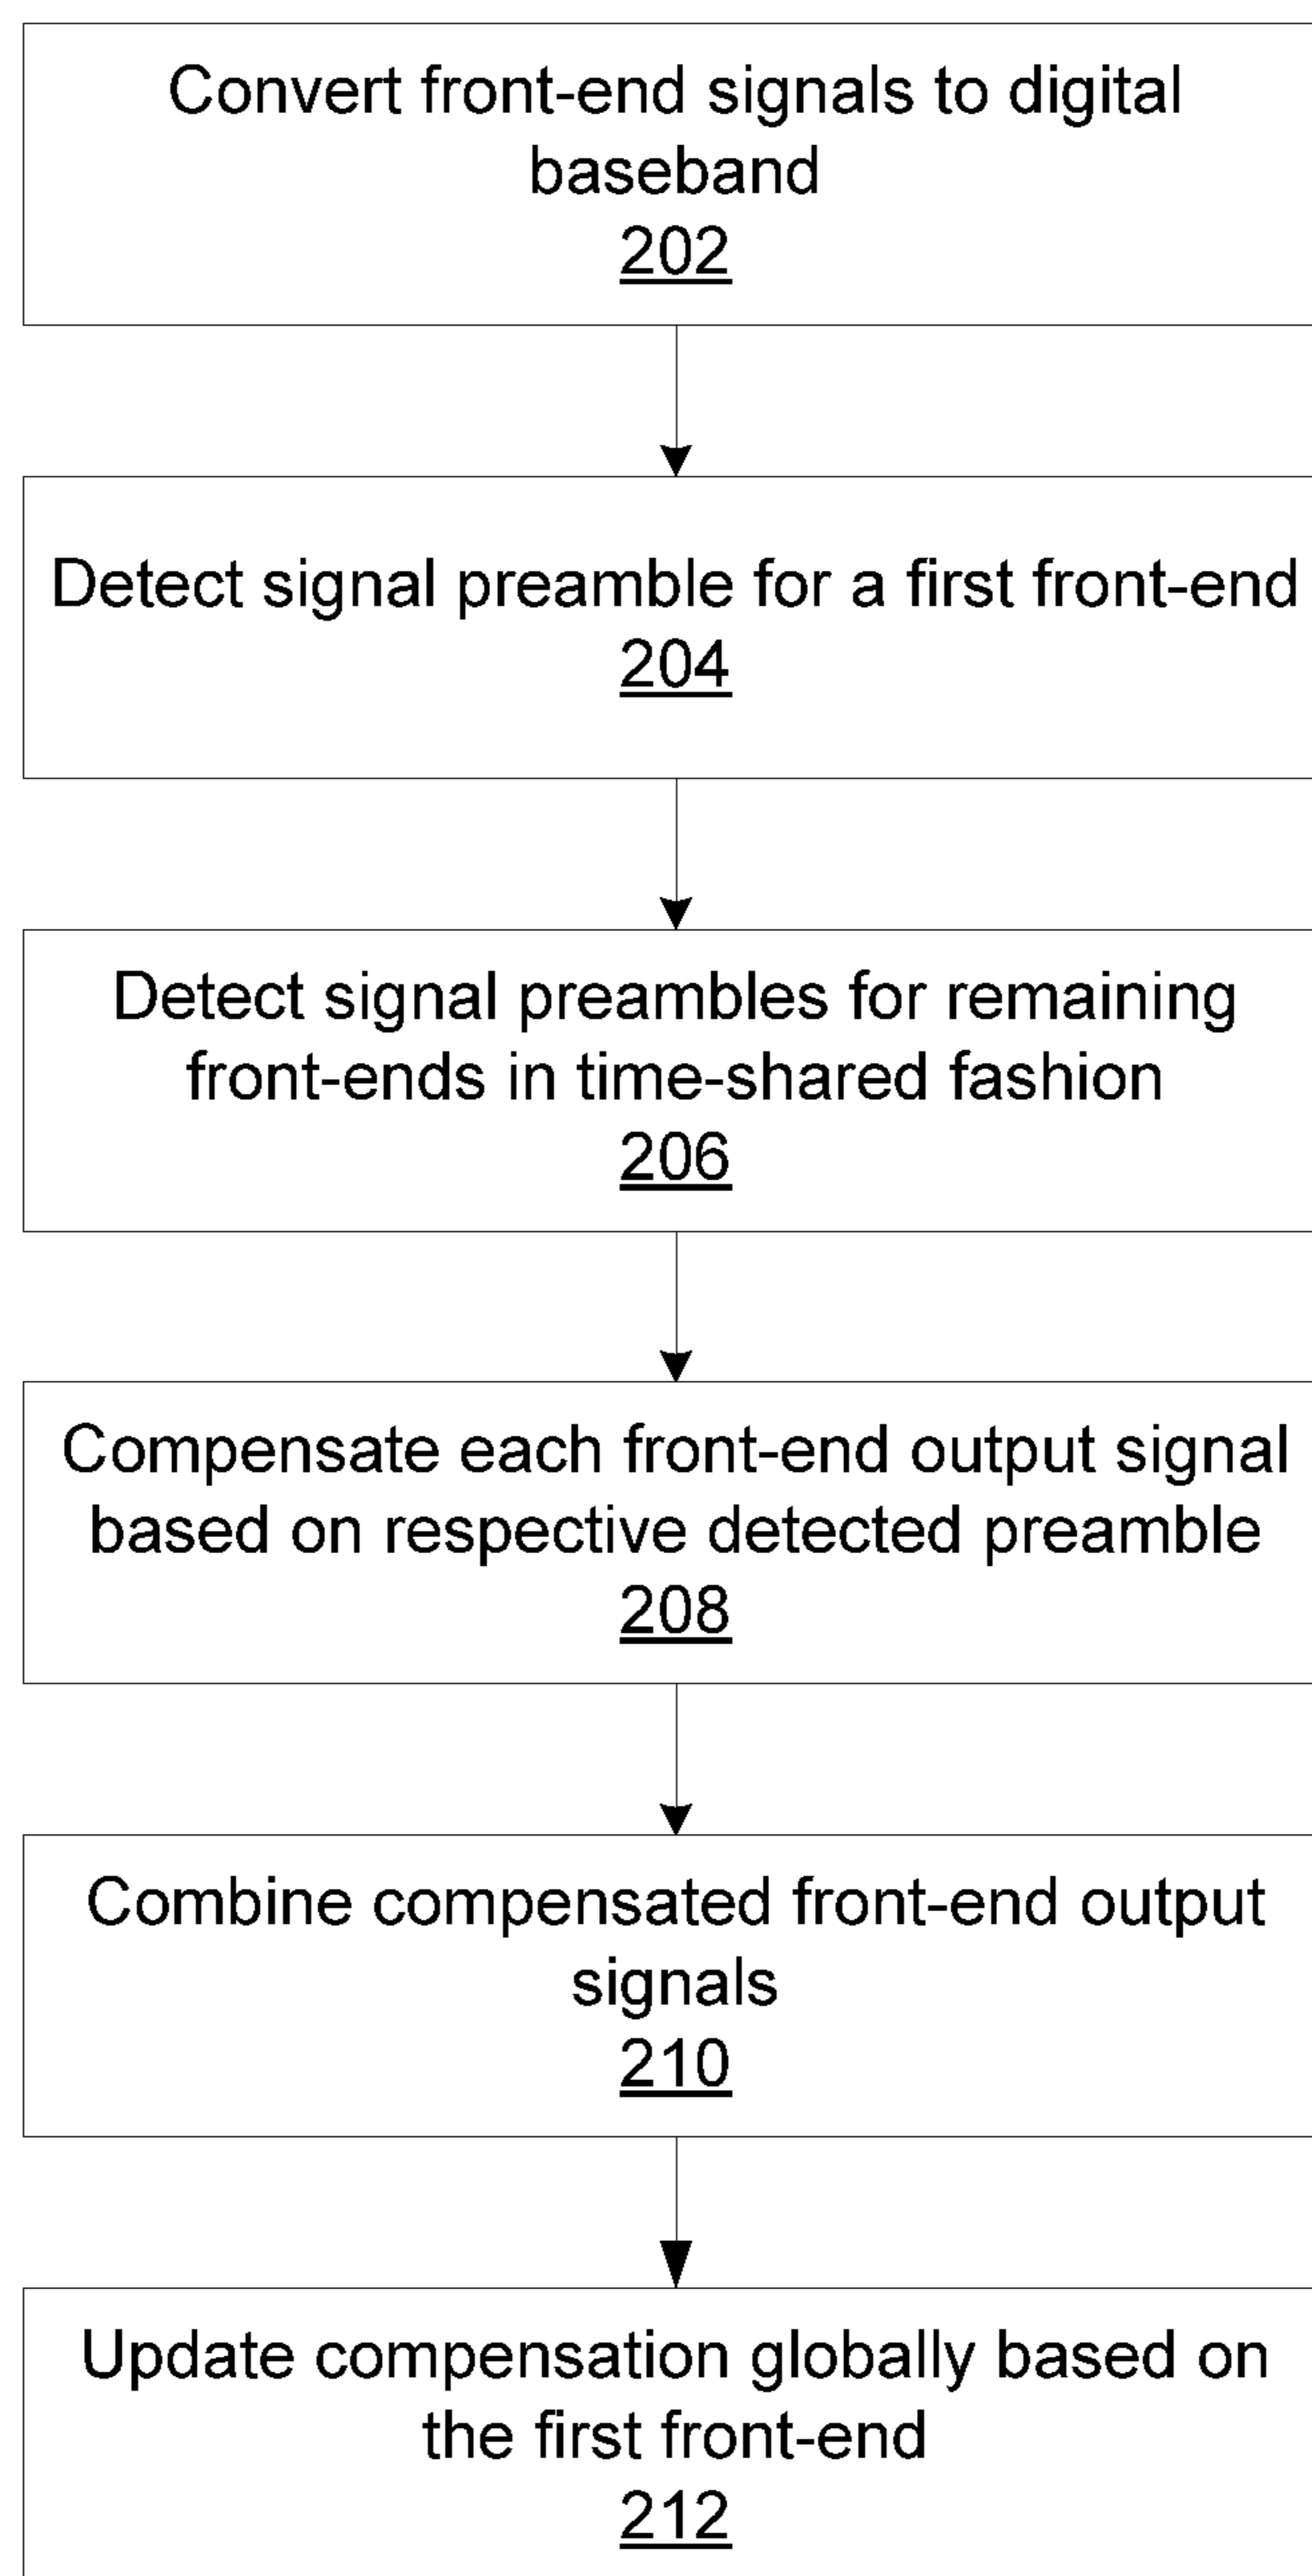 Convert front-end signals to digital
baseband
202
Detect signal preamble for a first front-end
204
Detect signal preambles for remaining
front-ends in time-shared fashion
206
Compensate each front-end output signal
based on respective detected preamble
208
Combine compensated front-end output
signals
210
Update compensation globally based on
the first front-end
212